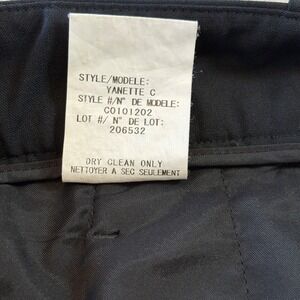 STYLE/MODELE:
YANETTE C
STYLE #/N° DE MODELE:
C0101202
LOT #/ N° DE LOT:
206532
DRY CLEAN ONLY
NETTOYER A SEC SEULEMENT